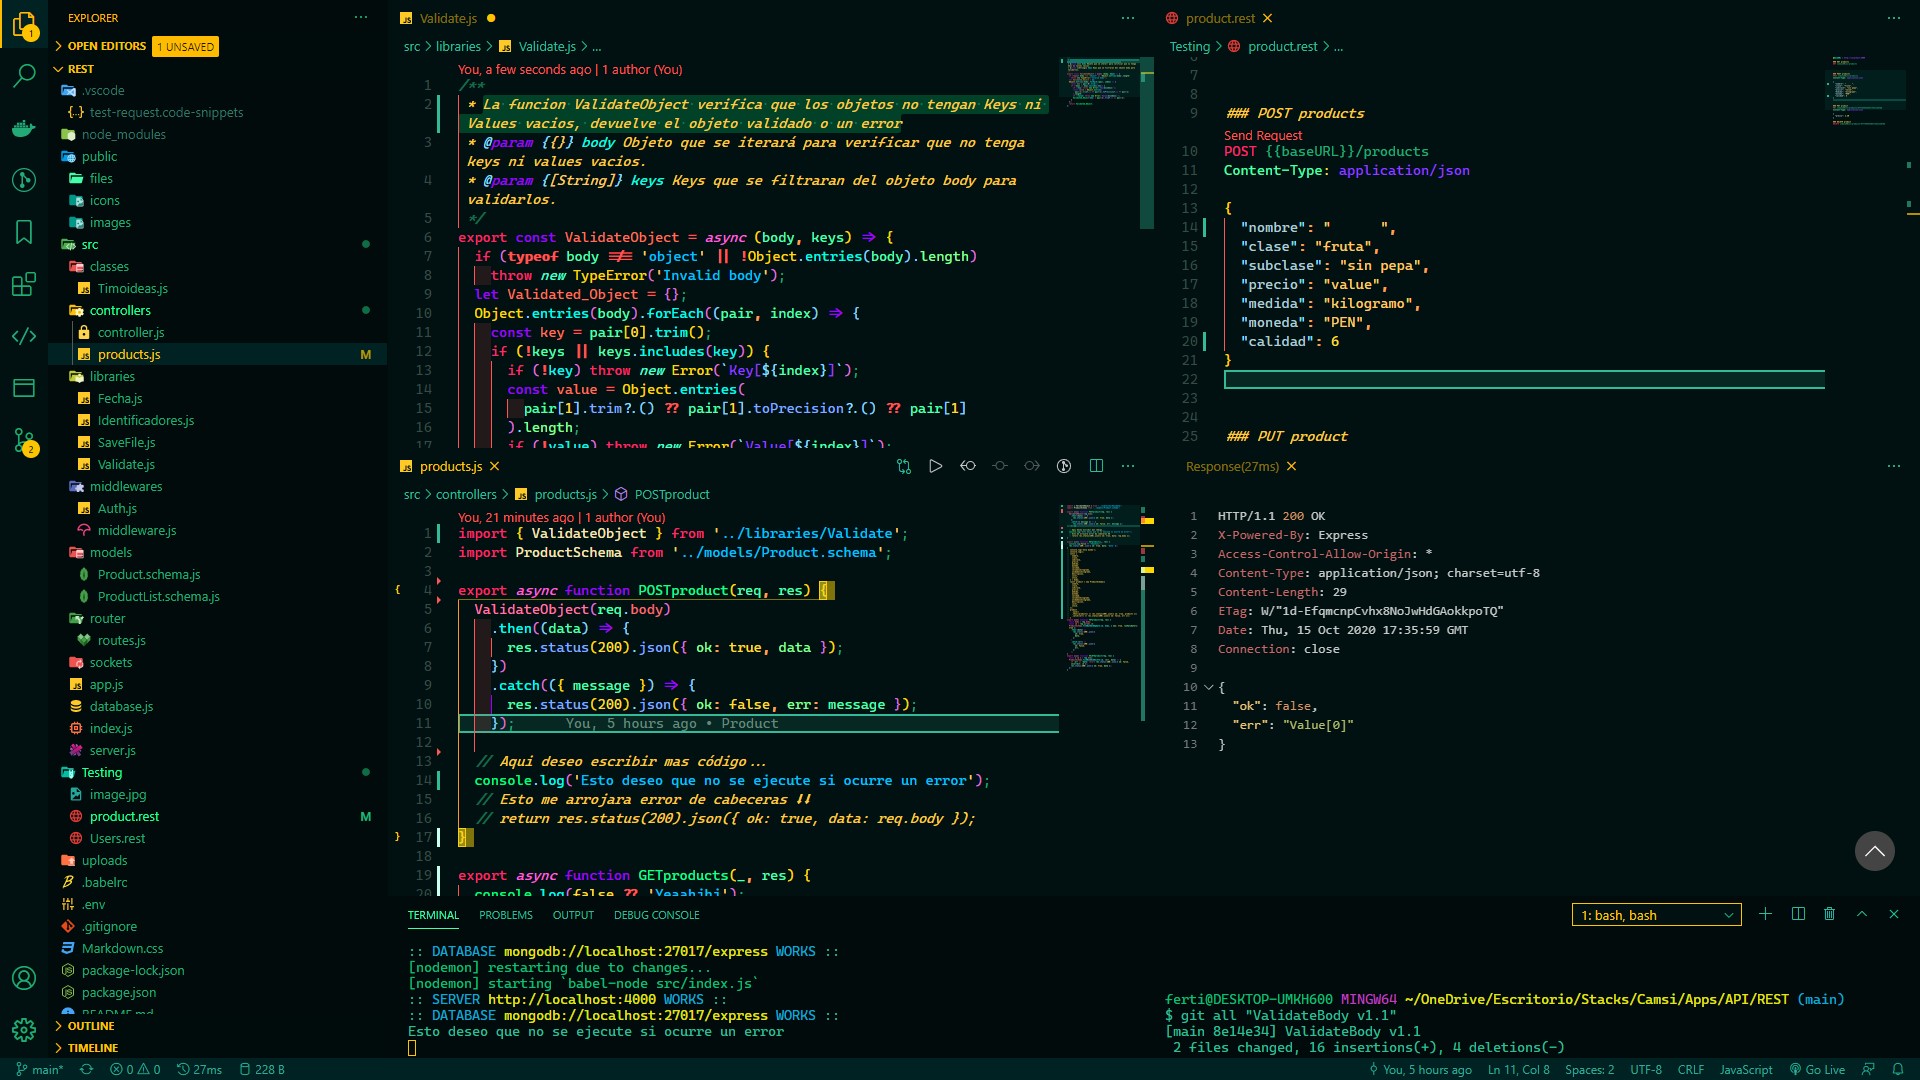 EXPLORER
OPEN EDITORS 1 UNSAVED
REST
.vscode
test-request.code-snippets
node_modules
public
files
icons
images
src
classes
Timoideas.js
controllers
controller.js
products.js M
libraries
Fecha.js
Identificadores.js
SaveFile.js
Validate.js
middlewares
Auth.js
middleware.js
models
Product.schema.js
ProductList.schema.js
router
routes.js
sockets
app.js
database.js
index.js
server.js
Testing
image.jpg
product.rest M
Users.rest
uploads
.babelrc
.env
.gitignore
Markdown.css
package-lock.json
package.json
README.md
OUTLINE
TIMELINE
1
2
Validate.js
src > libraries > Validate.js > ...
You, a few seconds ago | 1 author (You)
1 /**
2 * La funcion ValidateObject verifica que los objetos no tengan Keys ni
Values vacios, devuelve el objeto validado o un error
3 * @param {{}} body Objeto que se iterará para verificar que no tenga
keys ni values vacios.
4 * @param {[String]} keys Keys que se filtraran del objeto body para
validarlos.
5 */
6 export const ValidateObject = async (body, keys) => {
7 if (typeof body !== 'object' || !Object.entries(body).length)
8 throw new TypeError('Invalid body');
9 let Validated_Object = {};
10 Object.entries(body).forEach((pair, index) => {
11 const key = pair[0].trim();
12 if (!keys || keys.includes(key)) {
13 if (!key) throw new Error(`Key[${index}]`);
14 const value = Object.entries(
15 pair[1].trim?.() ?? pair[1].toPrecision?.() ?? pair[1]
16 ).length;
17 if (!value) throw new Error(`Value[${index}]`);
products.js
src > controllers > products.js > POSTproduct
You, 21 minutes ago | 1 author (You)
1 import { ValidateObject } from '../libraries/Validate';
2 import ProductSchema from '../models/Product.schema';
3
4 export async function POSTproduct(req, res) {
5 ValidateObject(req.body)
6 .then((data) => {
7 res.status(200).json({ ok: true, data });
8 })
9 .catch(({ message }) => {
10 res.status(200).json({ ok: false, err: message });
11 }); You, 5 hours ago • Product
12
13 // Aqui deseo escribir mas código...
14 console.log('Esto deseo que no se ejecute si ocurre un error');
15 // Esto me arrojara error de cabeceras ⬇⬇
16 // return res.status(200).json({ ok: true, data: req.body });
17 }
18
19 export async function GETproducts(_, res) {
20 console.log(false ?? 'Yeaahjhj');
product.rest
Testing > product.rest > ...
6
7
8
9 ### POST products
Send Request
10 POST {{baseURL}}/products
11 Content-Type: application/json
12
13 {
14 "nombre": "      ",
15 "clase": "fruta",
16 "subclase": "sin pepa",
17 "precio": "value",
18 "medida": "kilogramo",
19 "moneda": "PEN",
20 "calidad": 6
21 }
22
23
24
25 ### PUT product
Response(27ms)
1 HTTP/1.1 200 OK
2 X-Powered-By: Express
3 Access-Control-Allow-Origin: *
4 Content-Type: application/json; charset=utf-8
5 Content-Length: 29
6 ETag: W/"1d-EfqmcnpCvhx8NoJwHdGAokkpoTQ"
7 Date: Thu, 15 Oct 2020 17:35:59 GMT
8 Connection: close
9
10 {
11 "ok": false,
12 "err": "Value[0]"
13 }
TERMINAL PROBLEMS OUTPUT DEBUG CONSOLE
1: bash, bash
:: DATABASE mongodb://localhost:27017/express WORKS ::
[nodemon] restarting due to changes...
[nodemon] starting `babel-node src/index.js`
:: SERVER http://localhost:4000 WORKS ::
:: DATABASE mongodb://localhost:27017/express WORKS ::
Esto deseo que no se ejecute si ocurre un error
ferti@DESKTOP-UMKH600 MINGW64 ~/OneDrive/Escritorio/Stacks/Camsi/Apps/API/REST (main)
$ git all "ValidateBody v1.1"
[main 8e14e34] ValidateBody v1.1
2 files changed, 16 insertions(+), 4 deletions(-)
main* 0 0 27ms 228 B
You, 5 hours ago Ln 11, Col 8 Spaces: 2 UTF-8 CRLF JavaScript Go Live